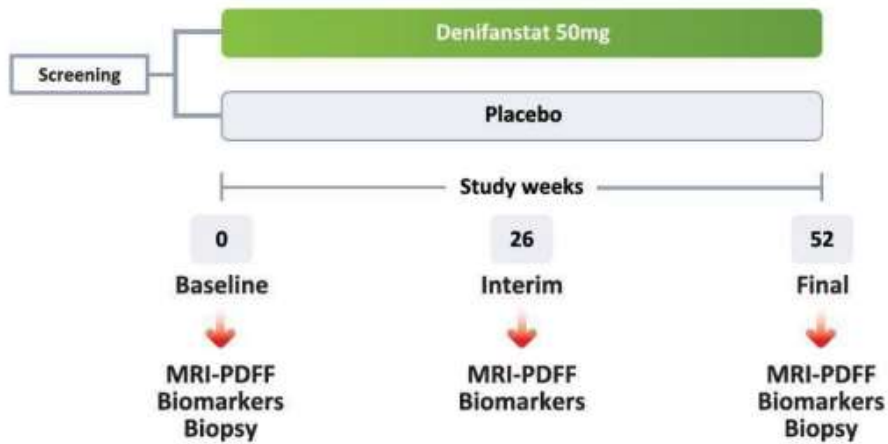 Denifanstat 50mg
Screening
Placebo
Study weeks
0
26
52
Baseline
Interim
Final
MRI-PDFF
Biomarkers
Biopsy
MRI-PDFF
Biomarkers
MRI-PDFF
Biomarkers
Biopsy